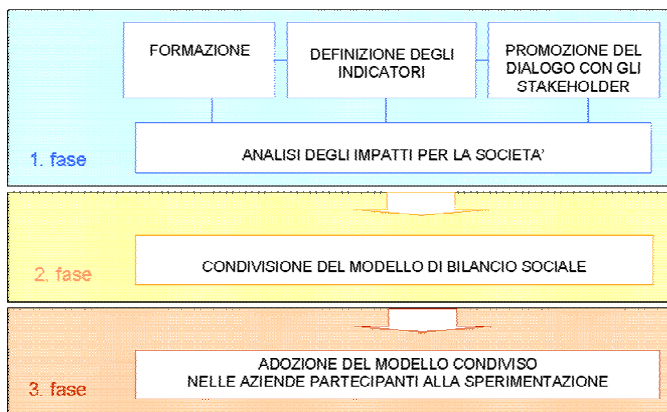 FORMAZIONE
DEFINIZIONE DEGLI
INDICATORI
PROMOZIONE DEL
DIALOGO CON GLI
STAKEHOLDER
1. fase
ANALISI DEGLI IMPATTI PER LA SOCIETA'
2. fase
CONDIVISIONE DEL MODELLO DI BILANCIO SOCIALE
3. fase
ADOZIONE DEL MODELLO CONDIVISO
NELLE AZIENDE PARTECIPANTI ALLA SPERIMENTAZIONE